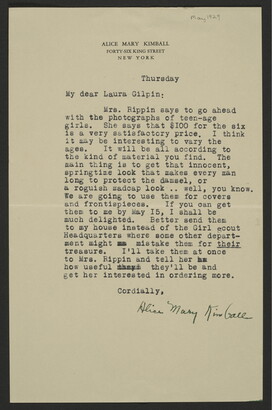 may 1927
ALICE MARY KIMBALL
FORTY-SIX KING STREET
NEW YORK
Thursday
My dear Laura Gilpin:
Mrs. Rippin says to go ahead
with the photographs of teen-age
girls. She says that $100 for the six
is a very satisfactory price. I think
it may be interesting to vary the
ages. It will be all according to
the kind of material you find. The
main thing is to get that innocent,
springtize look that makes every man
long to protect the damsel, or
a roguish madcap look .. well, you know.
We are going to use them for covers
and frontispieces. If you can get
them to me by May 15, I shall be
much delighted. Better send them
to my house instead of the Girl Scout
Headquarters where some other depart-
ment might mistake them for their
treasure. I'll take them at once
to Mrs. Rippin and tell her
how useful they'll be and
get her interested in ordering more.
Cordially,
Alice Mary Kimball